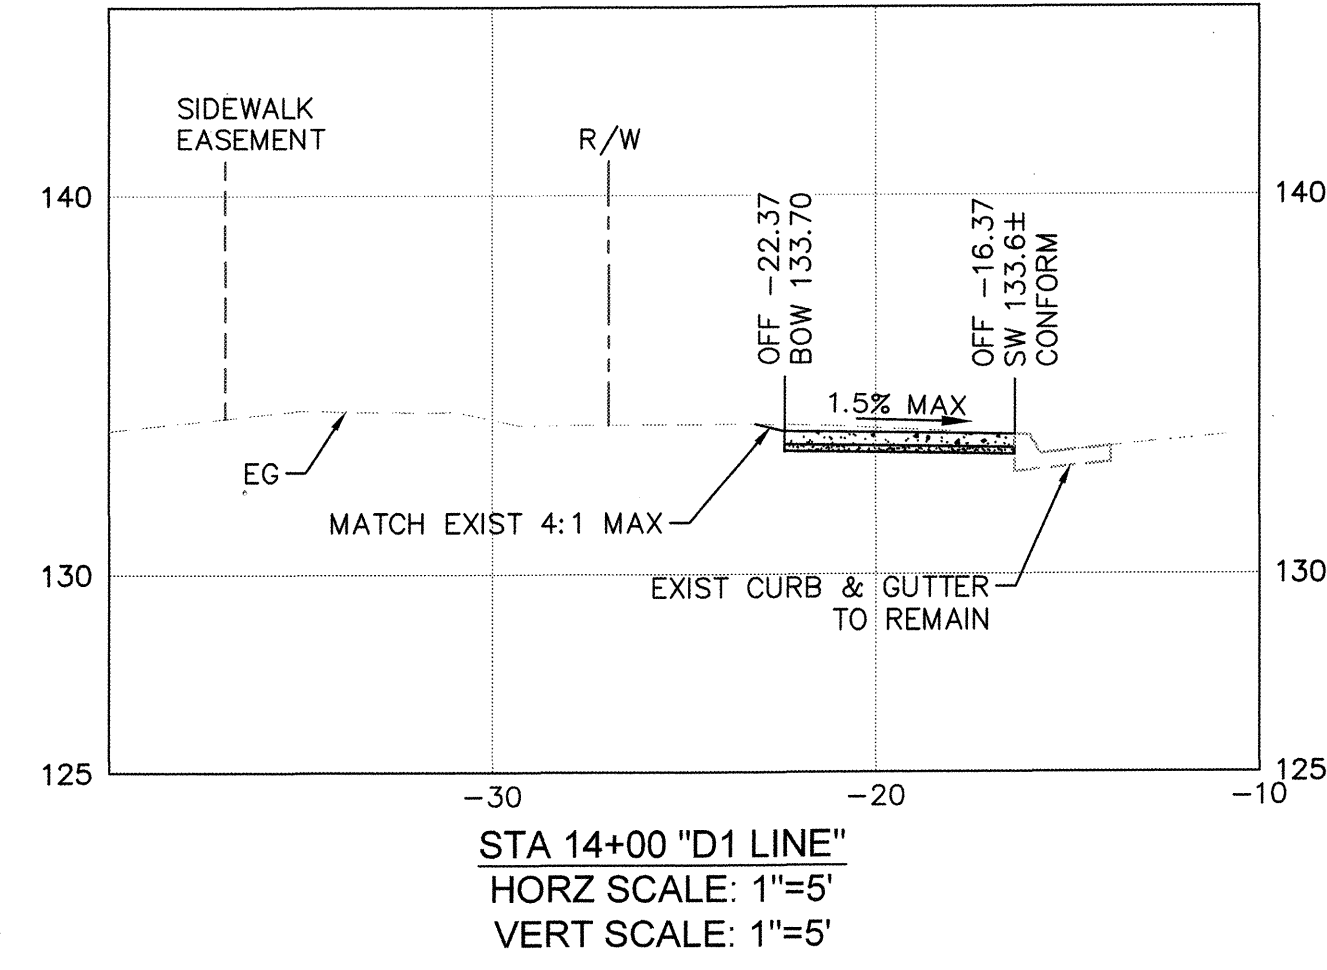 SIDEWALK
EASEMENT
R/W
140
140
OFF -22.37
BOW 133.70
OFF -16.37
SW 133.6±
CONFORM
1.5% MAX
EG
MATCH EXIST 4:1 MAX
130
130
EXIST CURB & GUTTER
TO REMAIN
125
125
-30
-20
-10
STA 14+00 "D1 LINE"
HORZ SCALE: 1"=5'
VERT SCALE: 1"=5'